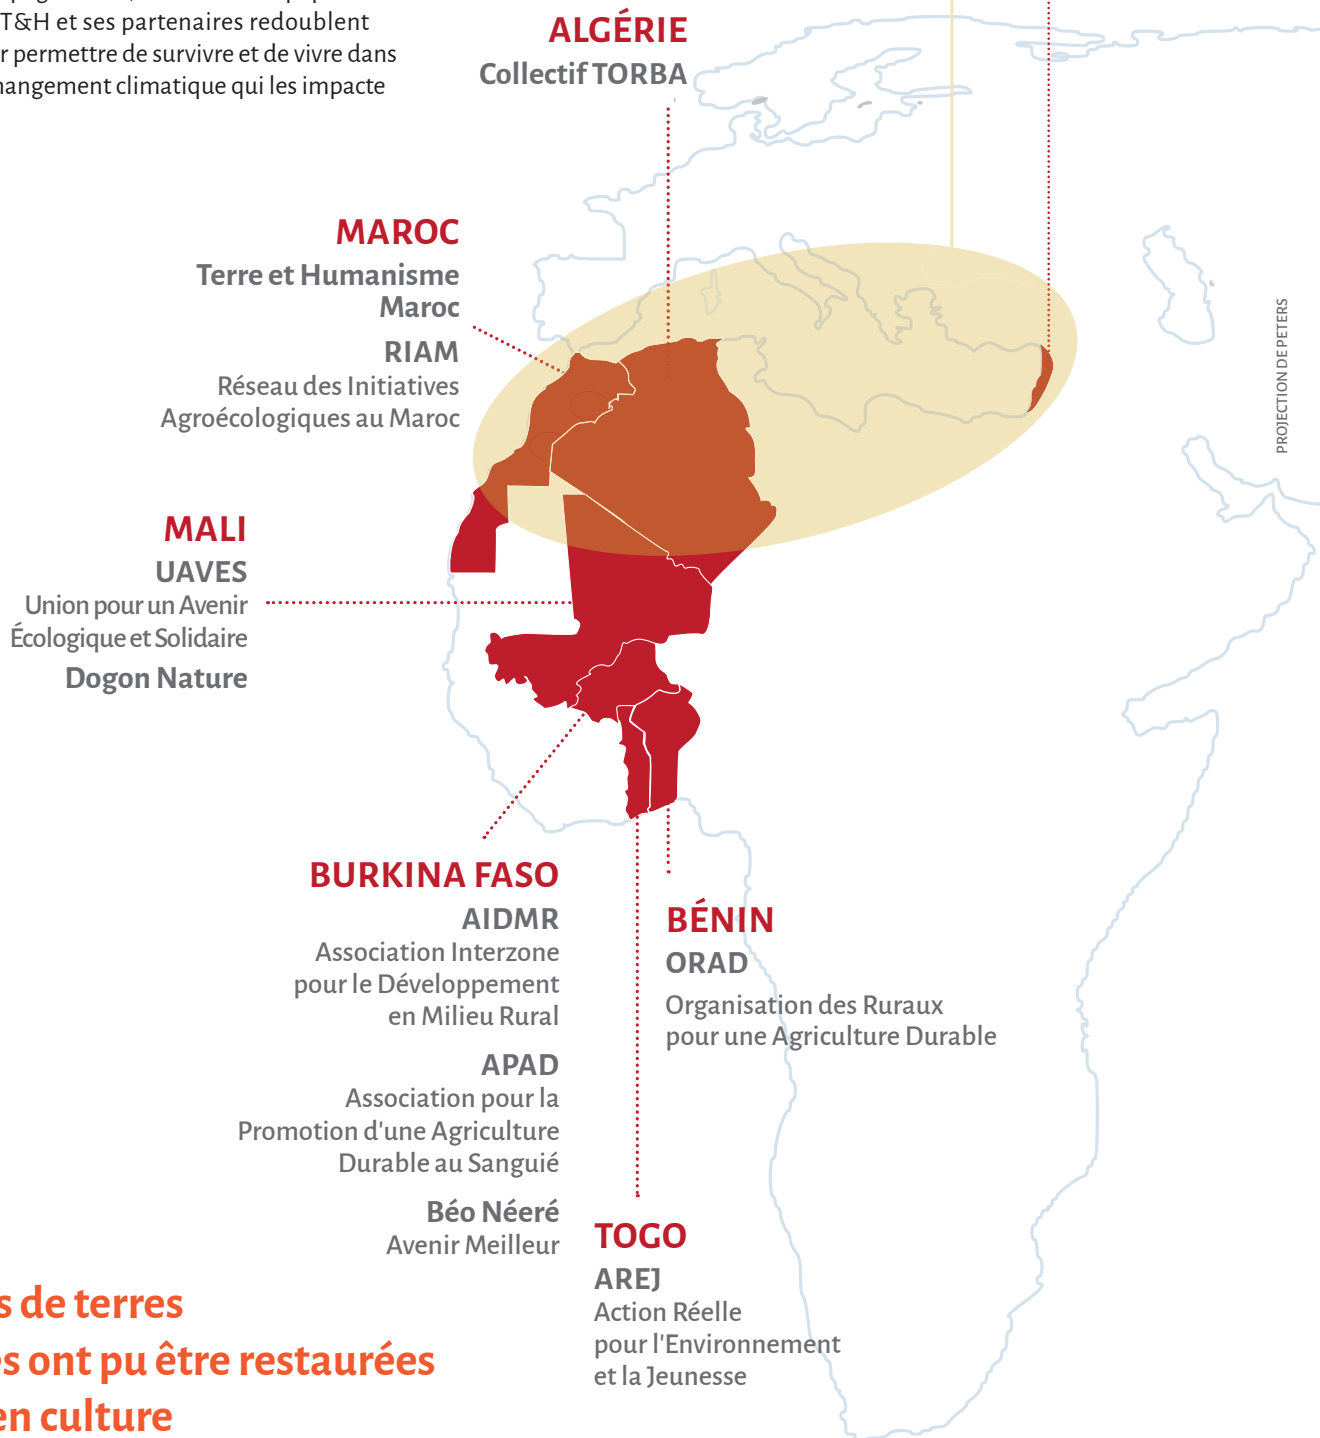 T&H et ses partenaires redoublent
permettre de survivre et de vivre dans
climatique qui les impacte
ALGÉRIE
Collectif TORBA
MAROC
Terre et Humanisme
Maroc
RIAM
Réseau des Initiatives
Agroécologiques au Maroc
PROJECTION DE PETERS
MALI
UAVES
Union pour un Avenir
Écologique et Solidaire
Dogon Nature
BURKINA FASO
AIDMR
Association Interzone
pour le Développement
en Milieu Rural
APAD
Association pour la
Promotion d'une Agriculture
Durable au Sanguié
Béo Néeré
Avenir Meilleur
BÉNIN
ORAD
Organisation des Ruraux
pour une Agriculture Durable
TOGO
AREJ
Action Réelle
pour l'Environnement
et la Jeunesse
de terres
ont pu être restaurées
en culture